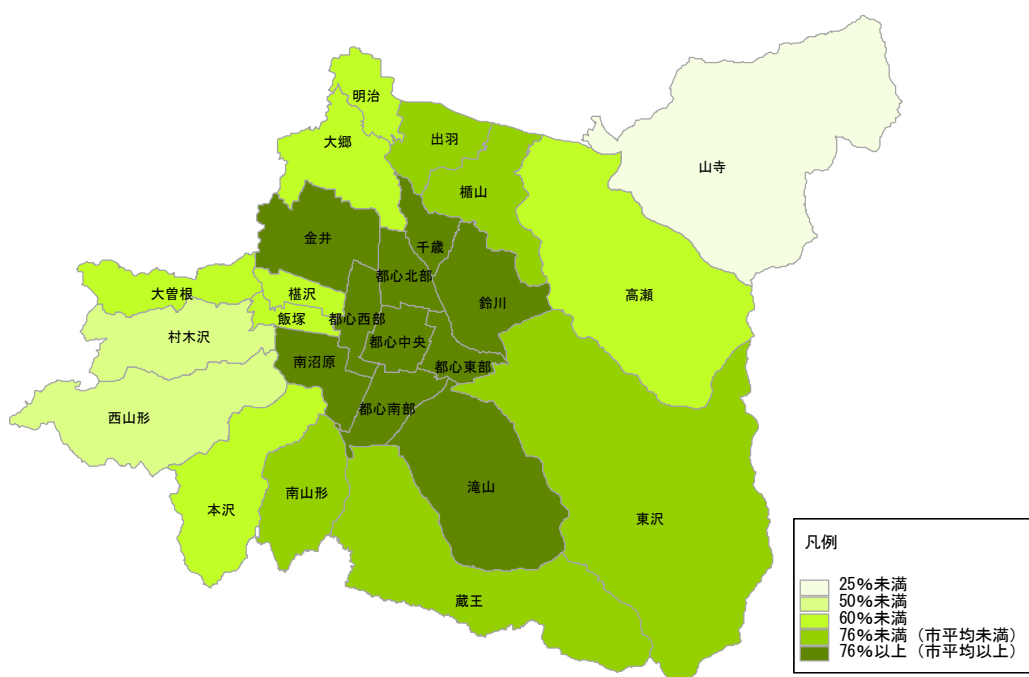 明治
大郷
出羽
山寺
楯山
金井
千歳
都心北部
大曽根
椹沢
鈴川
高瀬
飯塚
都心西部
村木沢
都心中央
南沼原
都心東部
西山形
都心南部
滝山
南山形
本沢
東沢
蔵王
凡例
25%未満
50%未満
60%未満
76%未満(市平均未満)
76%以上(市平均以上)